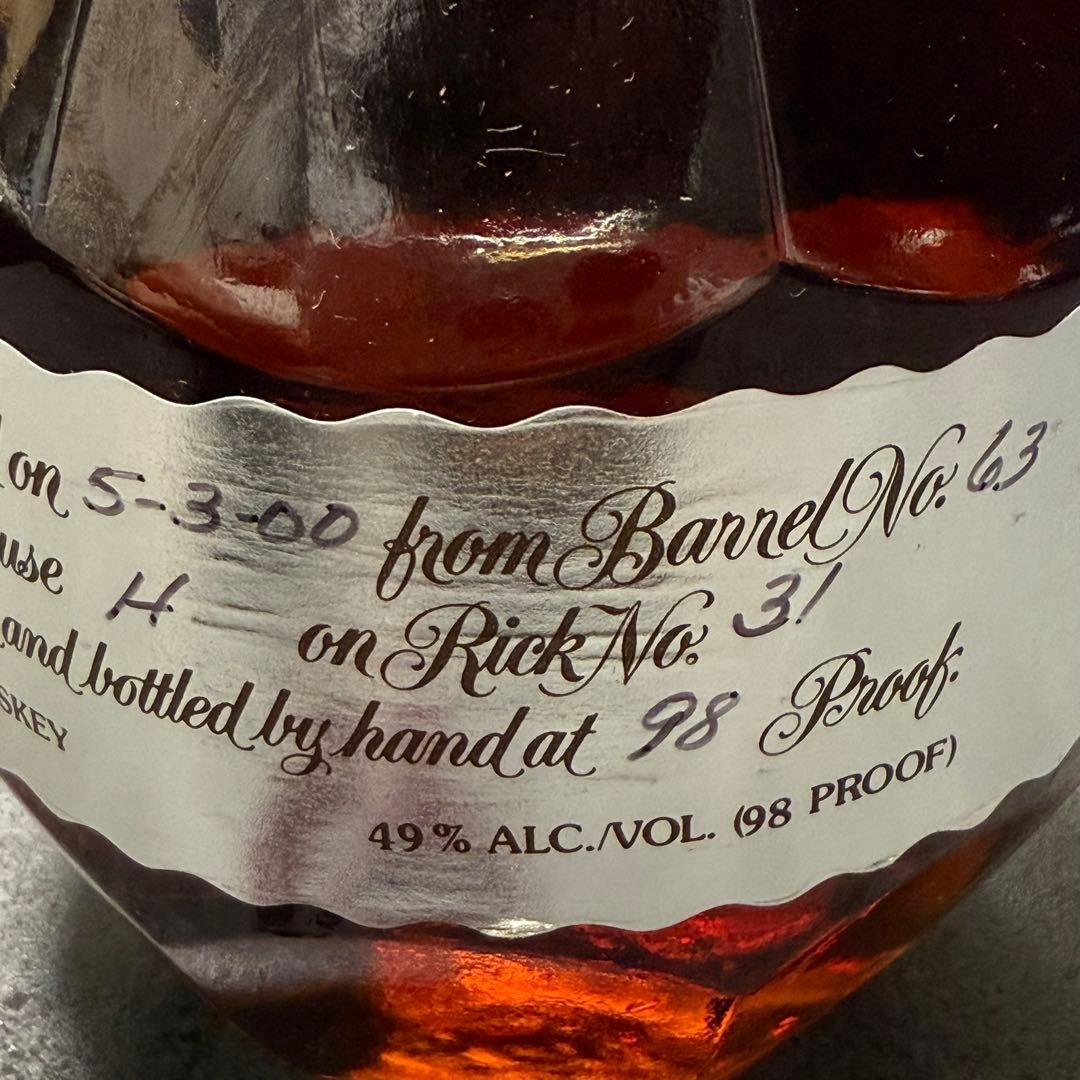 on 5-3-00 from Barrel No. 63
use H on Rick No. 31
and bottled by hand at 98 Proof.
SKEY
49% ALC./VOL. (98 PROOF)